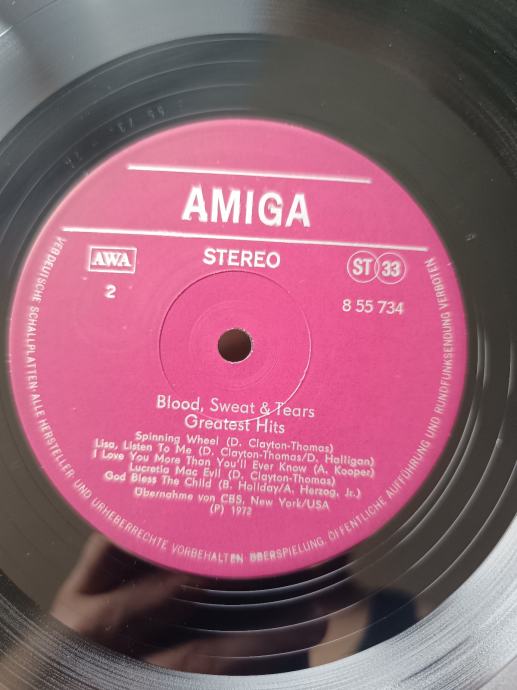 AMIGA
STEREO
AWA
ST 33
2
8 55 734
Blood, Sweat & Tears
Greatest Hits
Spinning Wheel (D. Clayton-Thomas)
Lisa, Listen To Me (D. Clayton-Thomas/D. Halligan)
I Love You More Than You'll Ever Know (A. Kooper)
Lucretia Mac Evil (D. Clayton-Thomas)
God Bless The Child (B. Holiday/A. Herzog, Jr.)
Übernahme von CBS, New York/USA
(P) 1972
VEB DEUTSCHE SCHALLPLATTEN · ALLE HERSTELLER- UND URHEBERRECHTE VORBEHALTEN ÜBERSPIELUNG, ÖFFENTLICHE AUFFÜHRUNG UND RUNDFUNKSENDUNG VERBOTEN